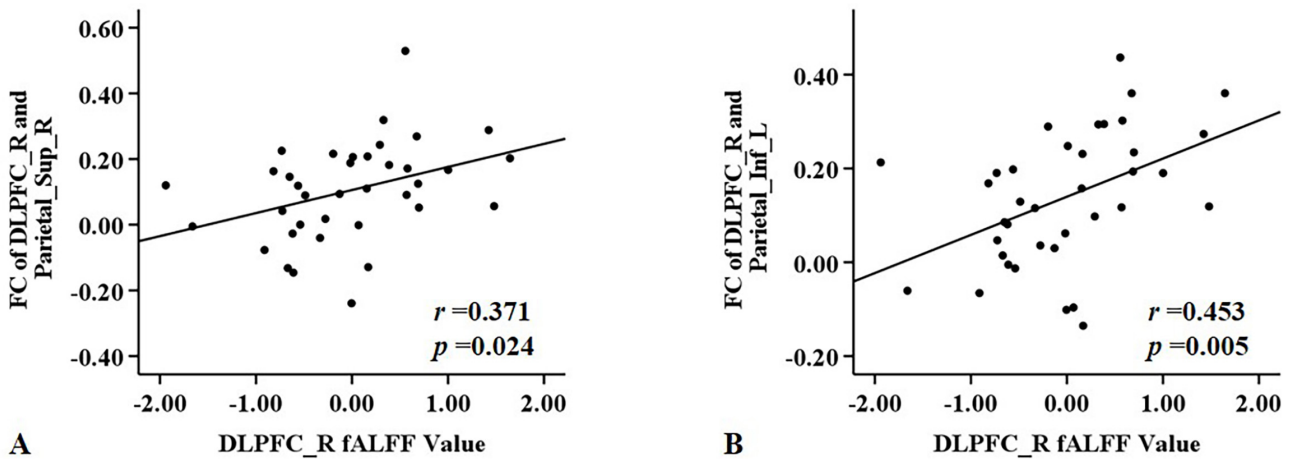 FC of DLPFC_R and
Parietal_Sup_R
0.60
0.40
0.20
0.00
-0.20
-0.40
r =0.371
p =0.024
-2.00 -1.00 0.00 1.00 2.00
DLPFC_R fALFF Value
A
FC of DLPFC_R and
Parietal_Inf_L
0.40
0.20
0.00
-0.20
r =0.453
p =0.005
-2.00 -1.00 0.00 1.00 2.00
DLPFC_R fALFF Value
B